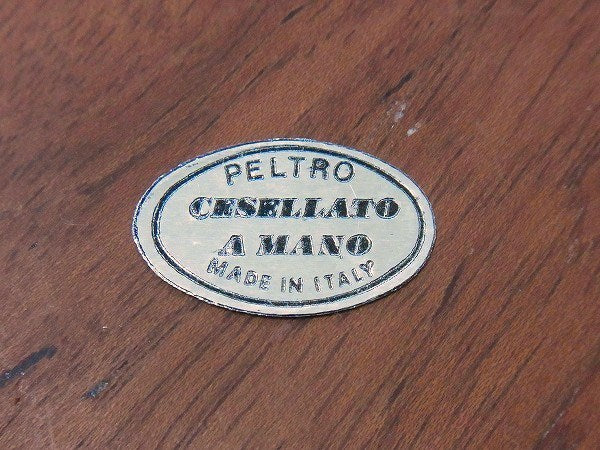 PELTRO
CESELLATO
A MANO
MADE IN ITALY